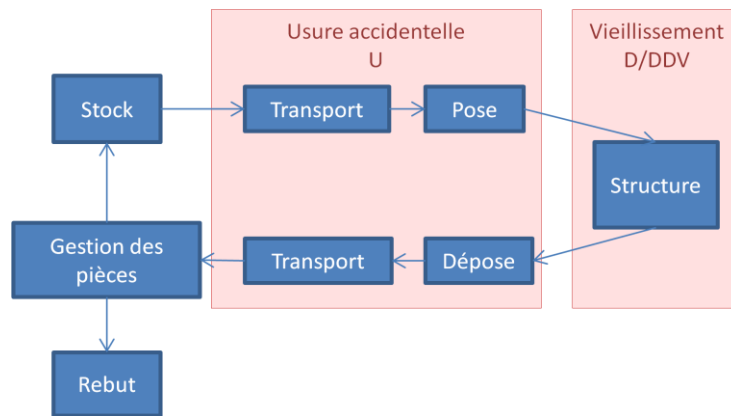 Usure accidentelle
U
Vieillissement
D/DDV
Stock
Transport
Pose
Structure
Gestion des
pièces
Transport
Dépose
Rebut